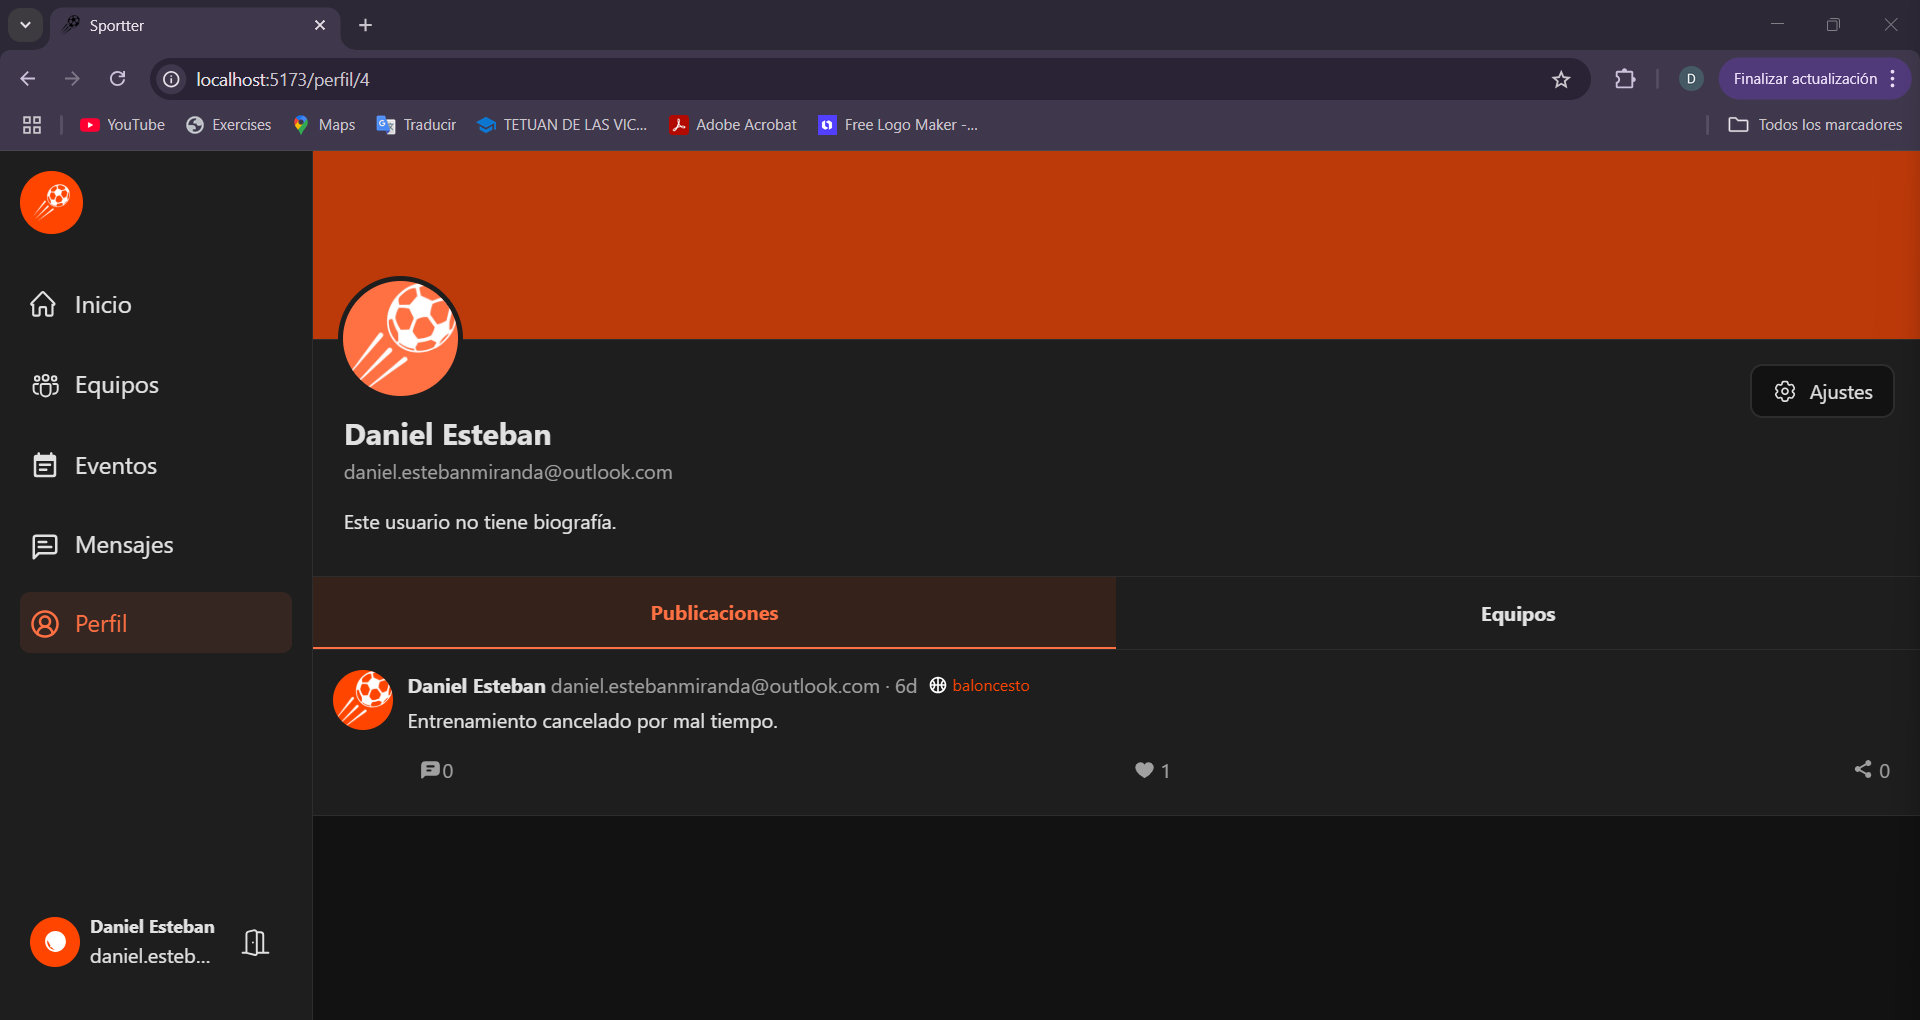 Sportter
localhost:5173/perfil/4
D
Finalizar actualización
YouTube
Exercises
Maps
Traducir
TETUAN DE LAS VIC...
Adobe Acrobat
Free Logo Maker -...
Todos los marcadores
Inicio
Equipos
Eventos
Mensajes
Perfil
Daniel Esteban
daniel.esteb...
Ajustes
Daniel Esteban
daniel.estebanmiranda@outlook.com
Este usuario no tiene biografía.
Publicaciones
Equipos
Daniel Esteban daniel.estebanmiranda@outlook.com · 6d baloncesto
Entrenamiento cancelado por mal tiempo.
0
1
0